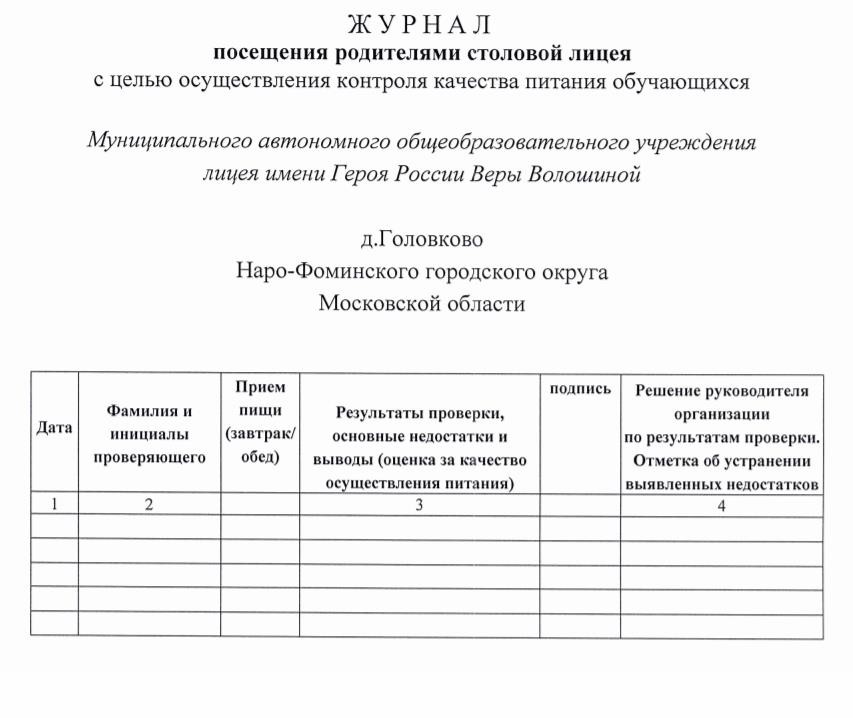 ЖУРНАЛ
посещения родителями столовой лицея
с целью осуществления контроля качества питания обучающихся
Муниципального автономного общеобразовательного учреждения
лицея имени Героя России Веры Волошиной
д.Головково
Наро-Фоминского городского округа
Московской области
Дата
Фамилия и
инициалы
проверяющего
Прием
пищи
(завтрак/
обед)
Результаты проверки,
основные недостатки и
выводы (оценка за качество
осуществления питания)
подпись
Решение руководителя
организации
по результатам проверки.
Отметка об устранении
выявленных недостатков
1
2
3
4